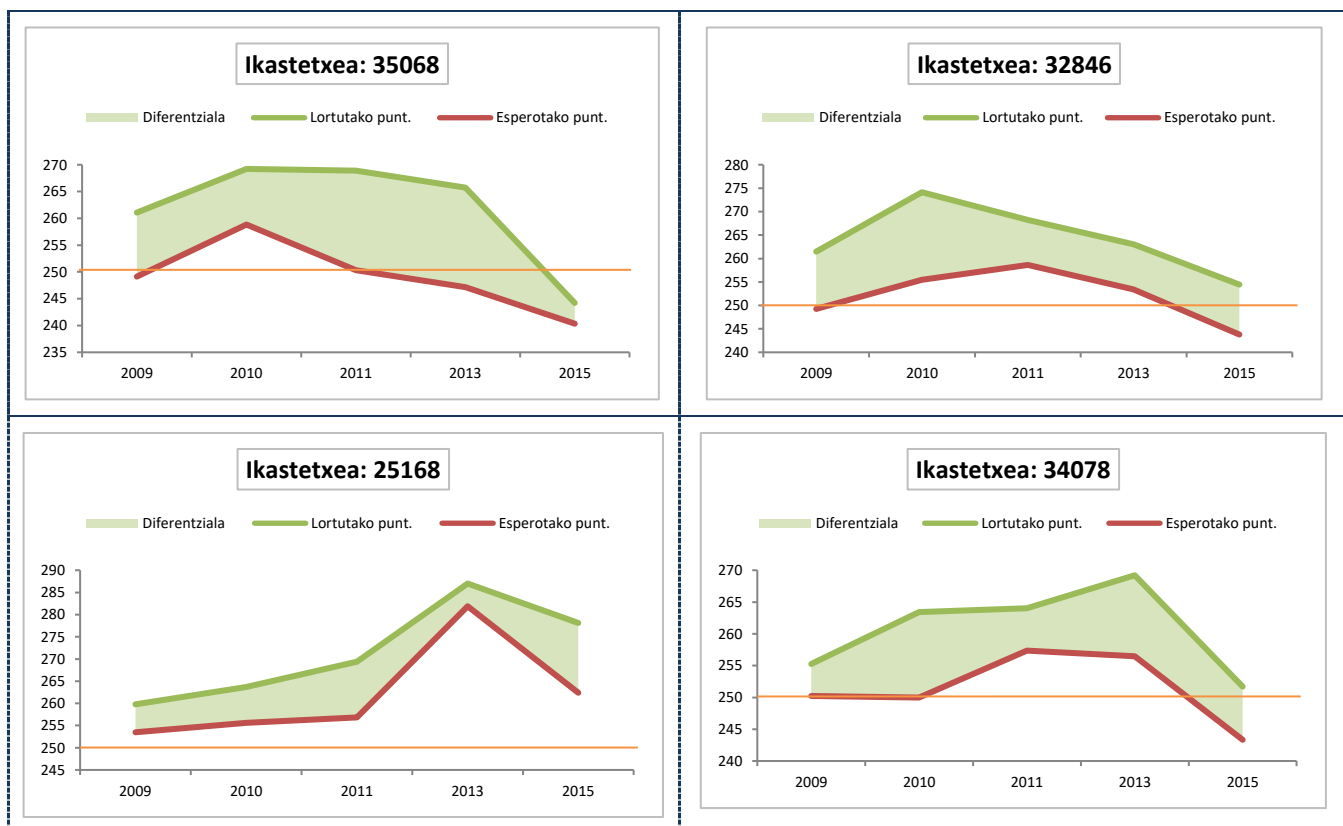 Ikastetxea: 35068
Diferentziala Lortutako punt. Esperotako punt.
270
265
260
255
250
245
240
235
2009 2010 2011 2013 2015
Ikastetxea: 32846
Diferentziala Lortutako punt. Esperotako punt.
280
275
270
265
260
255
250
245
240
2009 2010 2011 2013 2015
Ikastetxea: 25168
Diferentziala Lortutako punt. Esperotako punt.
290
285
280
275
270
265
260
255
250
245
2009 2010 2011 2013 2015
Ikastetxea: 34078
Diferentziala Lortutako punt. Esperotako punt.
270
265
260
255
250
245
240
2009 2010 2011 2013 2015